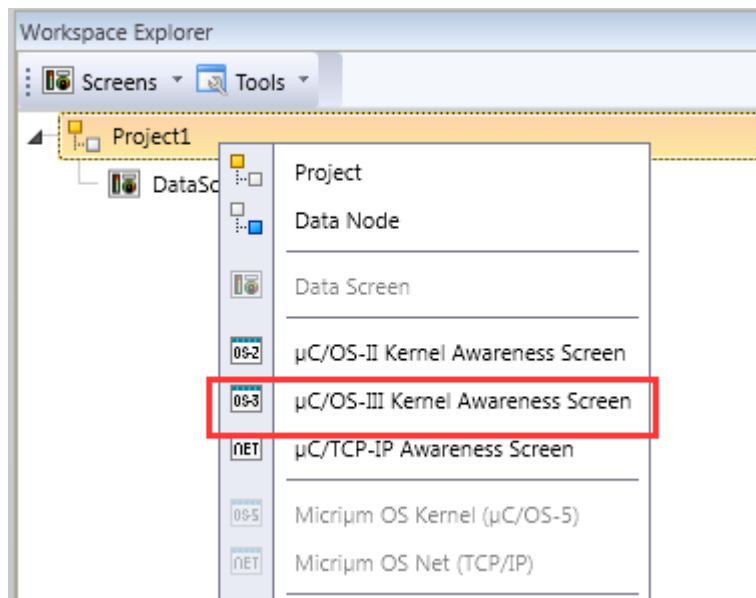 Workspace Explorer
Screens Tools
Project1
Project
DataSc
Data Node
Data Screen
OS-2 µC/OS-II Kernel Awareness Screen
OS-3 µC/OS-III Kernel Awareness Screen
NET µC/TCP-IP Awareness Screen
OS-5 Micriµm OS Kernel (µC/OS-5)
NET Micriµm OS Net (TCP/IP)